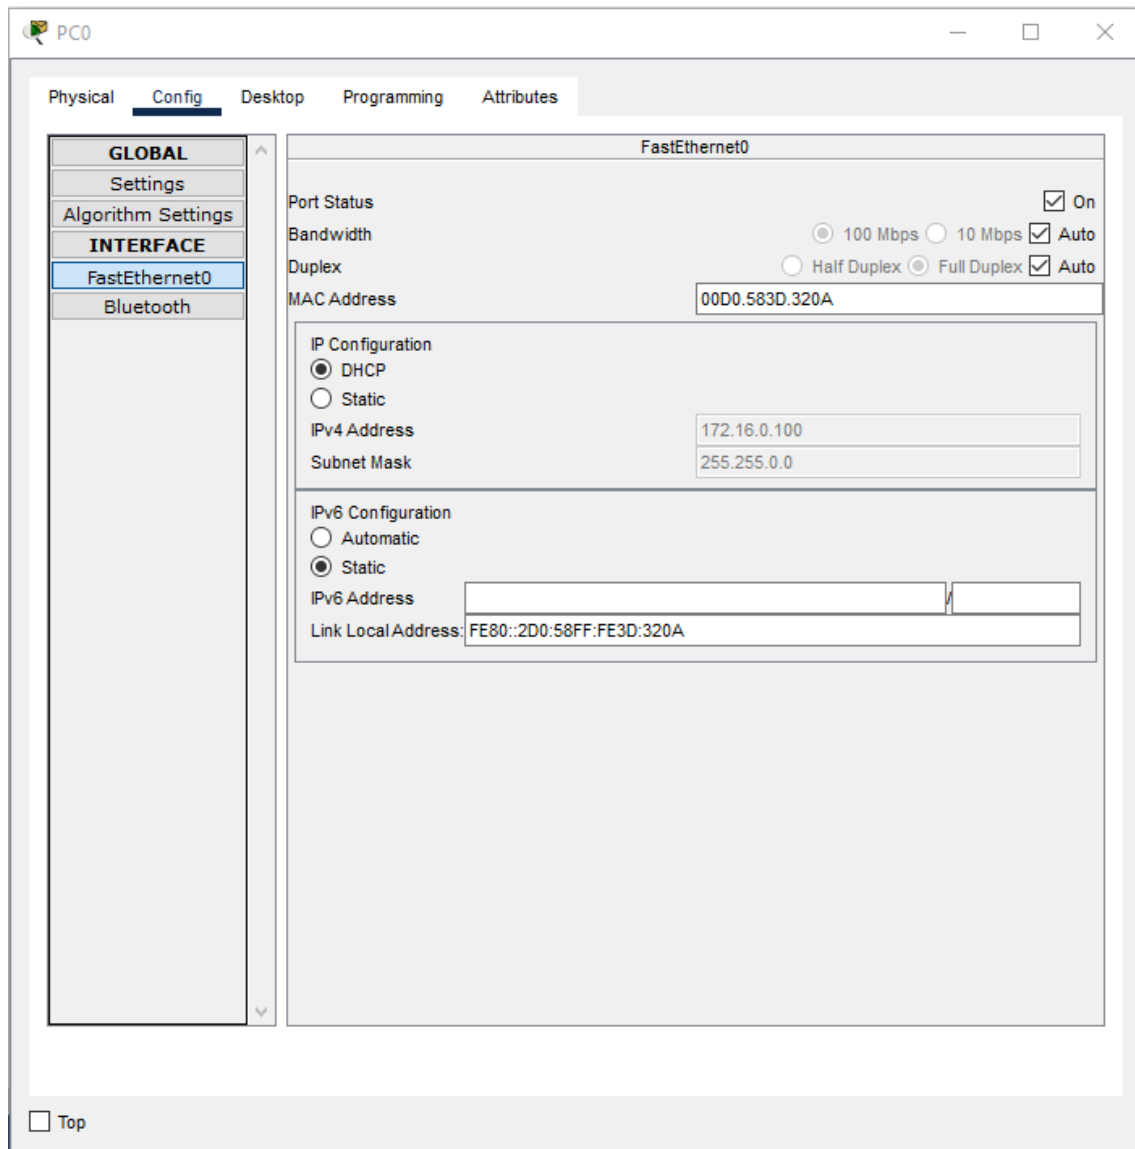 PC0
Physical Config Desktop Programming Attributes
GLOBAL
Settings
Algorithm Settings
INTERFACE
FastEthernet0
Bluetooth
FastEthernet0
Port Status On
Bandwidth 100 Mbps 10 Mbps Auto
Duplex Half Duplex Full Duplex Auto
MAC Address 00D0.583D.320A
IP Configuration
DHCP
Static
IPv4 Address 172.16.0.100
Subnet Mask 255.255.0.0
IPv6 Configuration
Automatic
Static
IPv6 Address /
Link Local Address: FE80::2D0:58FF:FE3D:320A
Top